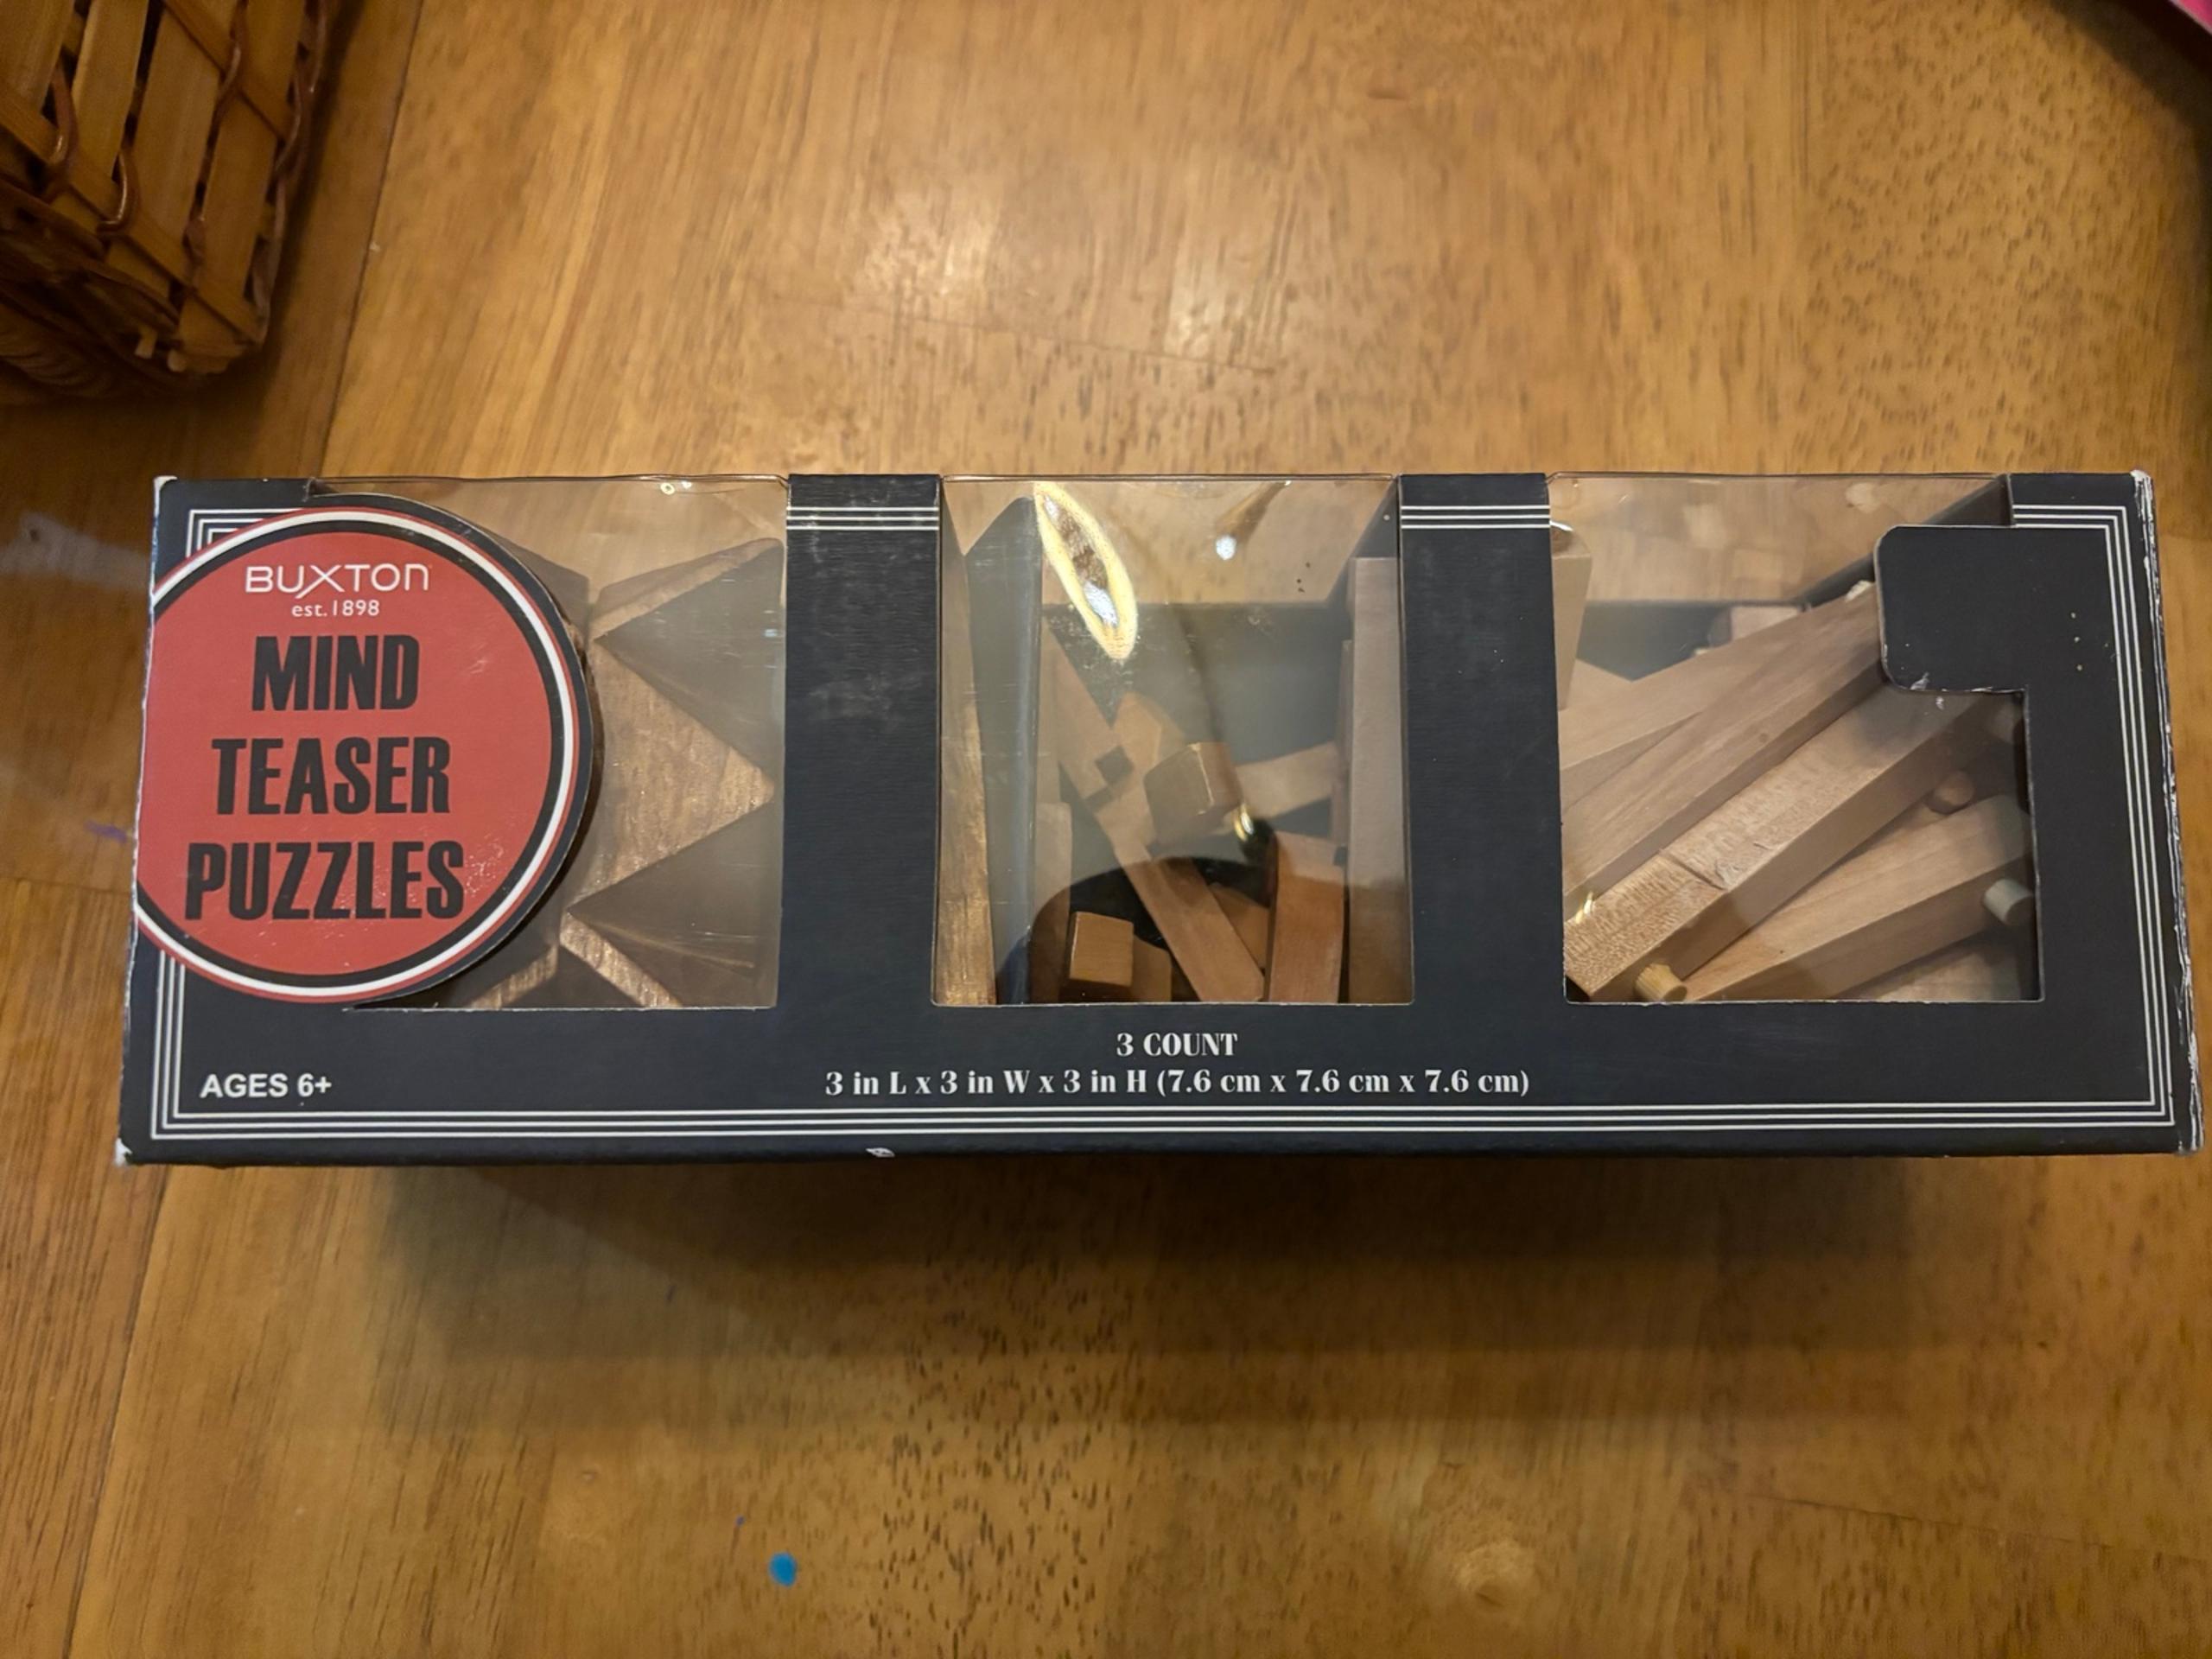 BUXTON
est.1898
MIND
TEASER
PUZZLES
3 COUNT
3 in L x 3 in W x 3 in H (7.6 cm x 7.6 cm x 7.6 cm)
AGES 6+